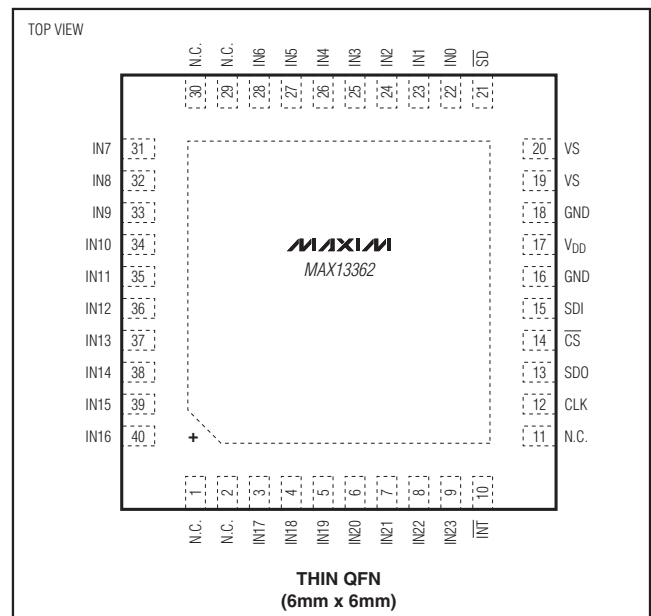 TOP VIEW
N.C. N.C. IN6 IN5 IN4 IN3 IN2 IN1 IN0 SD
30 29 28 27 26 25 24 23 22 21
IN7 31 20 VS
IN8 32 19 VS
IN9 33 18 GND
IN10 34 17 VDD
IN11 35 16 GND
IN12 36 15 SDI
IN13 37 14 CS
IN14 38 13 SDO
IN15 39 12 CLK
IN16 40 + 11 N.C.
MAXIM
MAX13362
1 2 3 4 5 6 7 8 9 10
N.C. N.C. IN17 IN18 IN19 IN20 IN21 IN22 IN23 INT
THIN QFN
(6mm x 6mm)